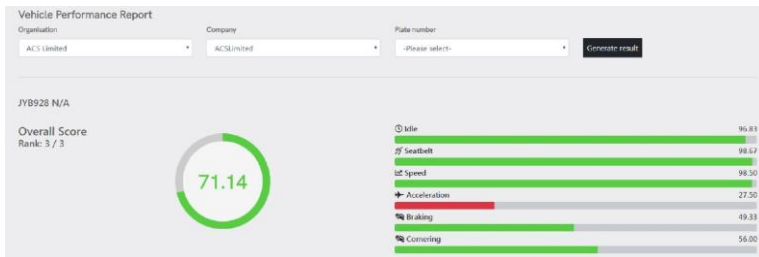 Vehicle Performance Report
Organisation Company Plate number
ACS Limited ACSLimited -Please select- Generate result
JYB928 N/A
Overall Score
Rank: 3 / 3
71.14
Idle 96.83
Seatbelt 98.67
Speed 98.50
Acceleration 27.50
Braking 49.33
Cornering 56.00